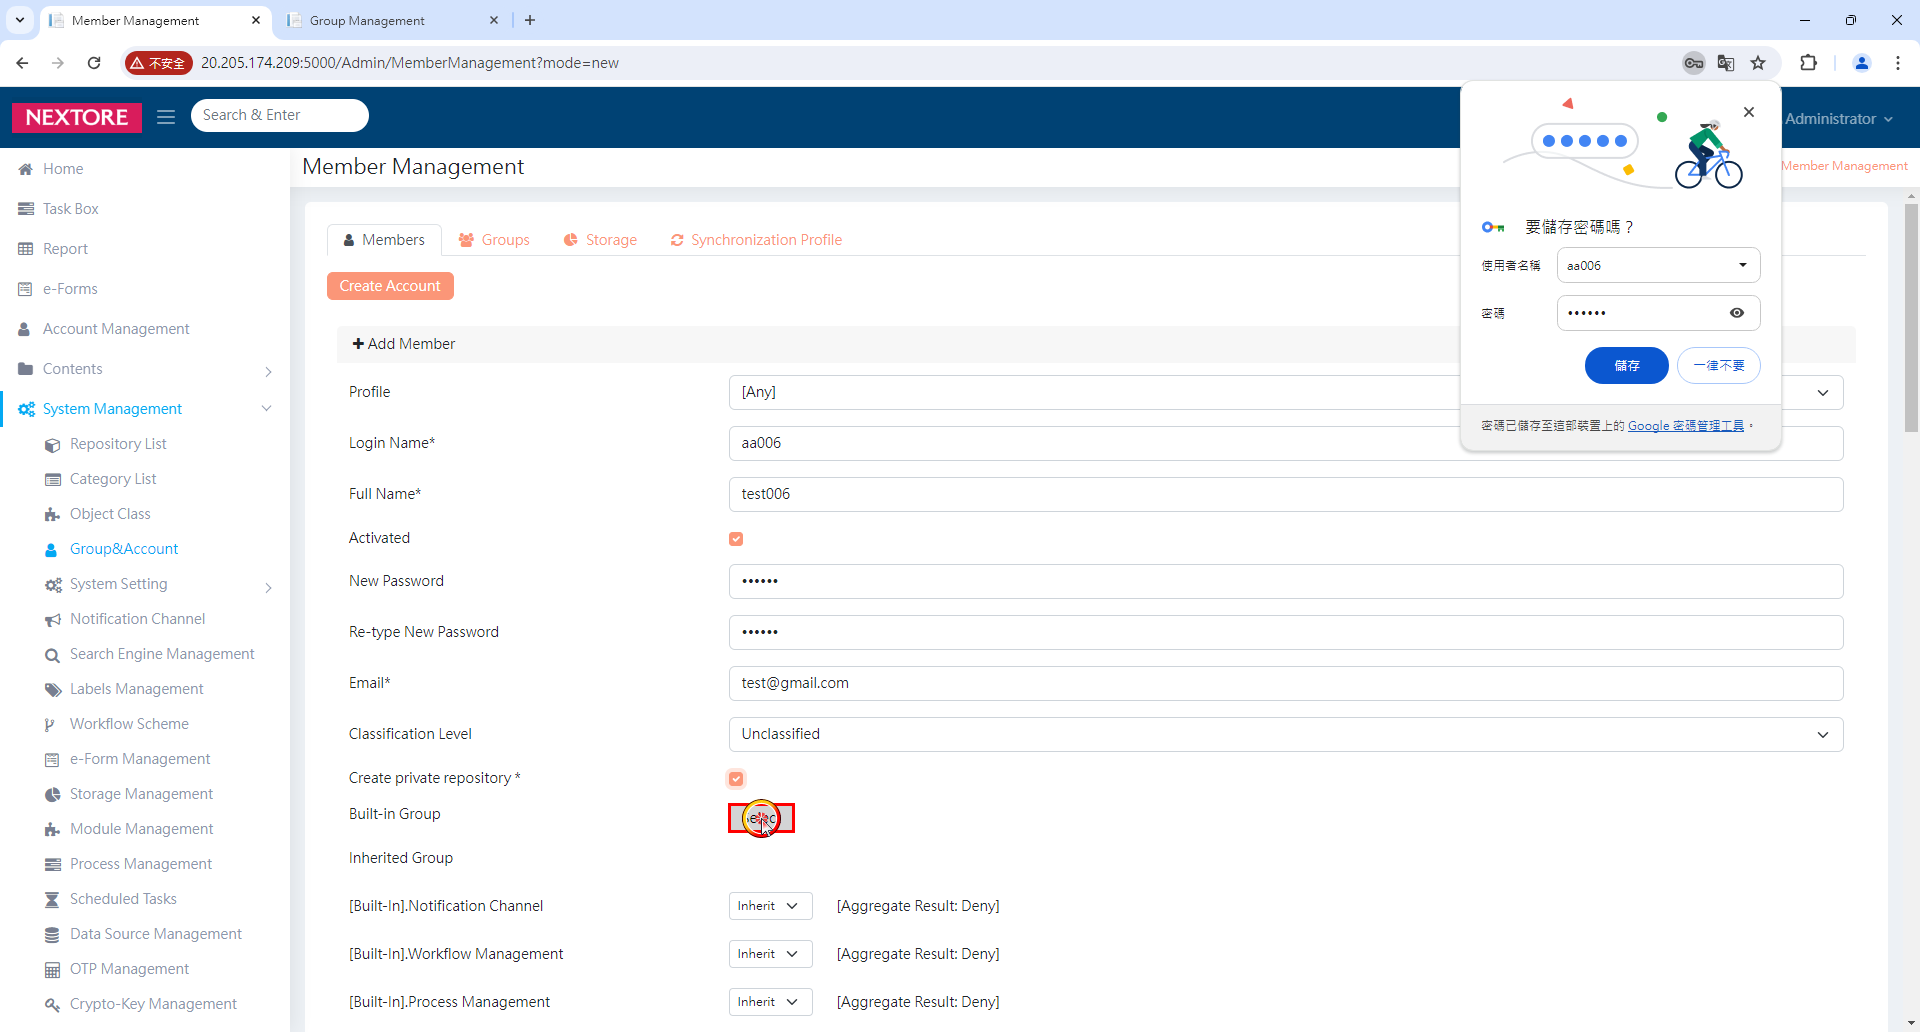 Member Management
Group Management
不安全
20.205.174.209:5000/Admin/MemberManagement?mode=new
NEXTORE
Search & Enter
Administrator
Home
Task Box
Report
e-Forms
Account Management
Contents
System Management
Repository List
Category List
Object Class
Group&Account
System Setting
Notification Channel
Search Engine Management
Labels Management
Workflow Scheme
e-Form Management
Storage Management
Module Management
Process Management
Scheduled Tasks
Data Source Management
OTP Management
Crypto-Key Management
Member Management
Member Management
Members
Groups
Storage
Synchronization Profile
Create Account
Add Member
Profile
[Any]
Login Name*
aa006
Full Name*
test006
Activated
New Password
••••••
Re-type New Password
••••••
Email*
test@gmail.com
Classification Level
Unclassified
Create private repository *
Built-in Group
Inherited Group
[Built-In].Notification Channel
Inherit
[Aggregate Result: Deny]
[Built-In].Workflow Management
Inherit
[Aggregate Result: Deny]
[Built-In].Process Management
Inherit
[Aggregate Result: Deny]
要儲存密碼嗎？
使用者名稱
aa006
密碼
••••••
儲存
一律不要
密碼已儲存至這部裝置上的 Google 密碼管理工具。